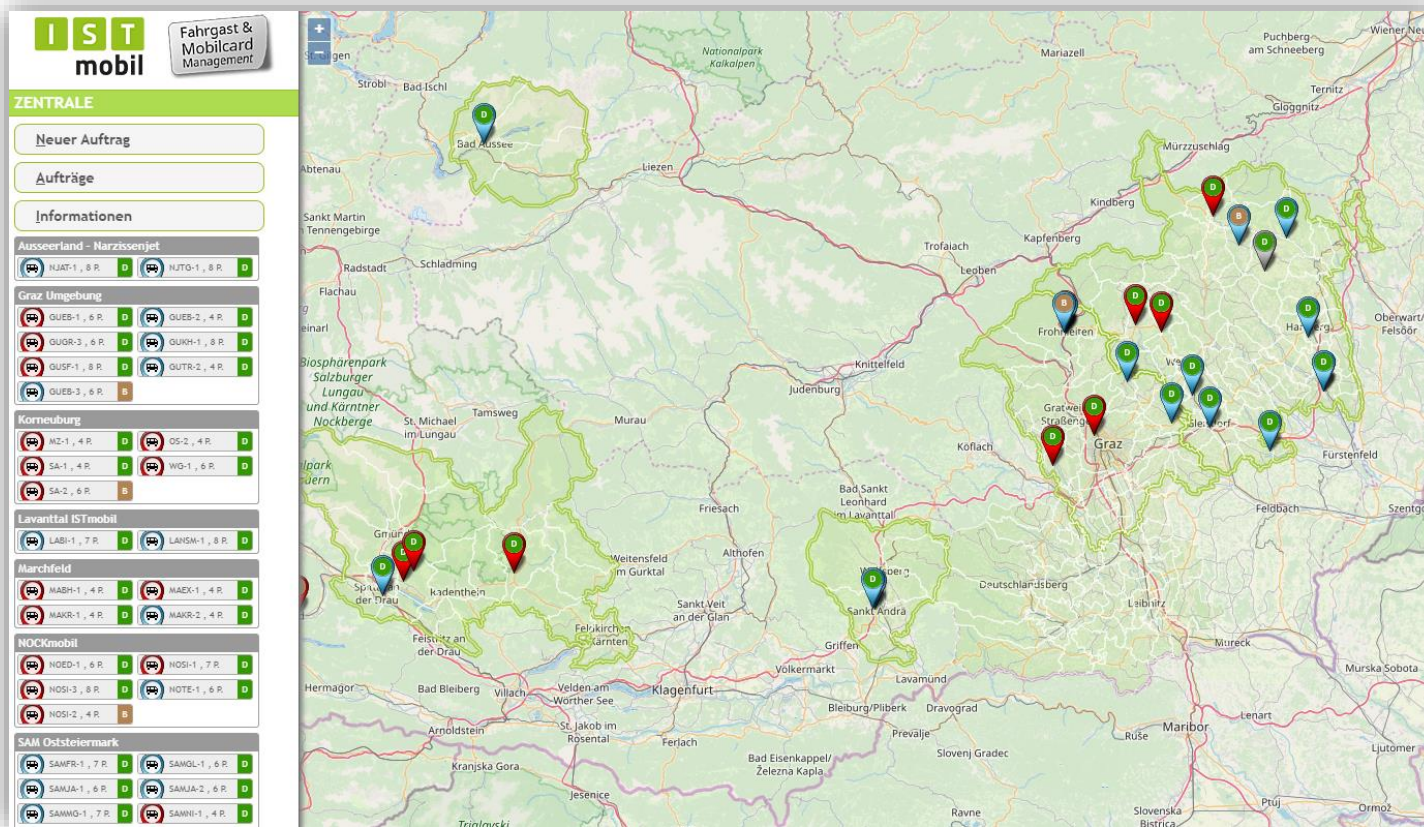 IST
mobil
Fahrgast &
Mobilcard
Management
ZENTRALE
Neuer Auftrag
Aufträge
Informationen
Ausseerland - Narzissenjet
NJAT-1 , 8 P. D NJTO-1 , 8 P. D
Graz Umgebung
GUEB-1 , 6 P. D GUEB-2 , 4 P. D
GUGR-3 , 6 P. D GUKH-1 , 8 P. D
GUSF-1 , 8 P. D GUTR-2 , 4 P. D
GUEB-3 , 6 P. B
Korneuburg
MZ-1 , 4 P. D OS-2 , 4 P. D
SA-1 , 4 P. D WG-1 , 6 P. D
SA-2 , 6 P. B
Lavanttal ISTmobil
LABI-1 , 7 P. D LANSM-1 , 8 P. D
Marchfeld
MABH-1 , 4 P. D MAEX-1 , 4 P. D
MAKR-1 , 4 P. D MAKR-2 , 4 P. D
NOCKmobil
NOED-1 , 6 P. D NOSI-1 , 7 P. D
NOSI-3 , 8 P. D NOTE-1 , 6 P. D
NOSI-2 , 4 P. B
SAM Oststeiermark
SAMFR-1 , 7 P. D SAMGL-1 , 6 P. D
SAMJA-1 , 6 P. D SAMJA-2 , 6 P. D
SAMMG-1 , 7 P. D SAMNI-1 , 4 P. D
+
−
Nationalpark
Kalkalpen
Mariazell
Puchberg
am Schneeberg
Wiener Neu
Strobl
Bad Ischl
Ternitz
Gloggnitz
Bad Aussee
Mürzzuschlag
Abtenau
Liezen
Kindberg
Sankt Martin
Tennengebirge
Kapfenberg
Trofaiach
Radstadt
Schladming
Leoben
Flachau
Frohnleiten
Oberwart/
Felsőőr
Biosphärenpark
Salzburger
Lungau
und Kärntner
Nockberge
Knittelfeld
Judenburg
St. Michael
im Lungau
Tamsweg
Murau
Gratwein
Straßengel
Köflach
Graz
Fürstenfeld
Bad Sankt
Leonhard
im Lavanttal
Friesach
Feldbach
Szentgo
Weitensfeld
im Gurktal
Althofen
Deutschlandsberg
Radenthein
Sankt Andrä
Leibnitz
Sankt Veit
an der Glan
Feldkirchen
Kärnten
Feistritz an
der Drau
Griffen
Mureck
Völkermarkt
Murska Sobota
Hermagor
Bad Bleiberg
Villach
Velden am
Wörther See
Klagenfurt
Lavamünd
Bleiburg/Pliberk
Dravograd
Lenart
Arnoldstein
St. Jakob im
Rosental
Ferlach
Prevalje
Maribor
Ruše
Ljutomer
Kranjska Gora
Bad Eisenkappel/
Železna Kapla
Slovenj Gradec
Jesenice
Ravne
Slovenska
Bistrica
Ptuj
Ormož
Triglavski